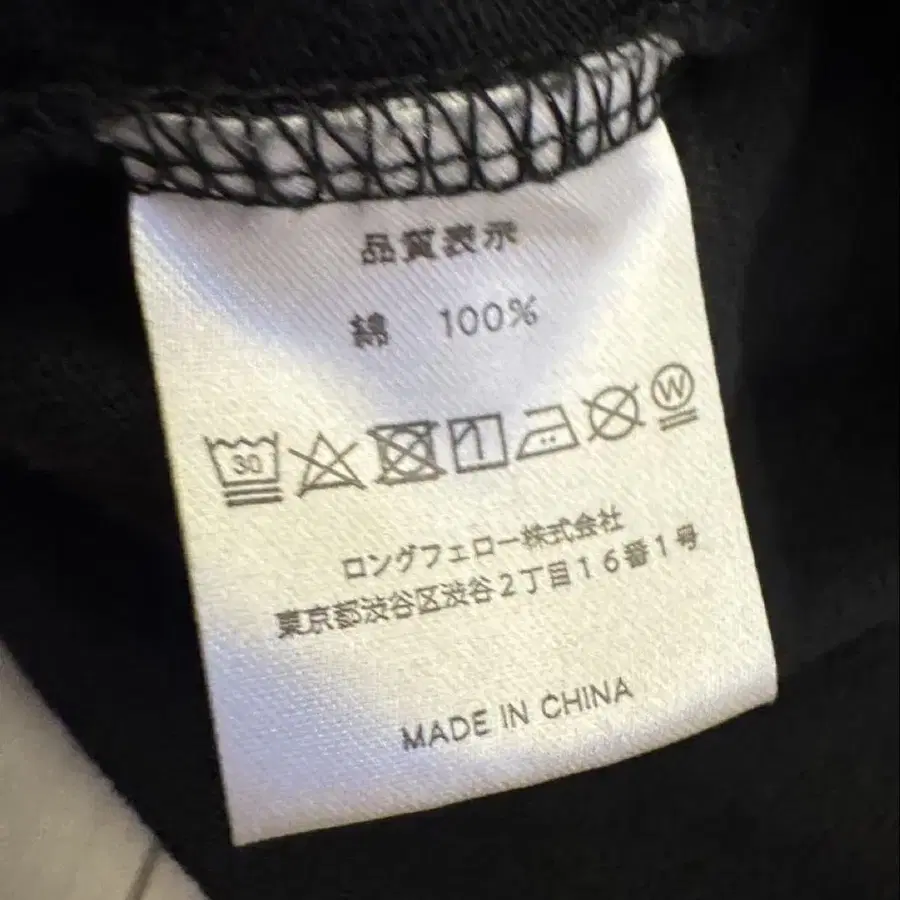 品質表示
綿 100%
30 W
ロングフェロー株式会社
東京都渋谷区渋谷2丁目16番1号
MADE IN CHINA